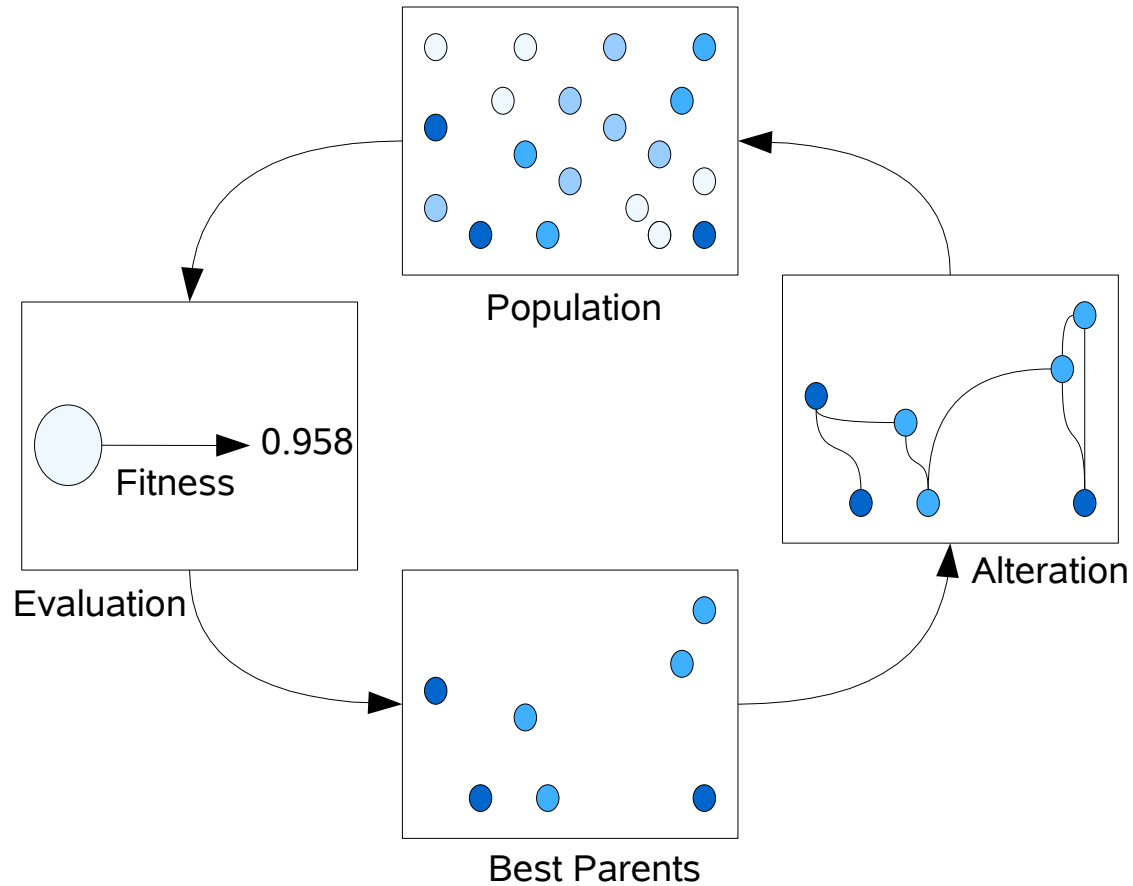 Population
0.958
Fitness
Evaluation
Alteration
Best Parents